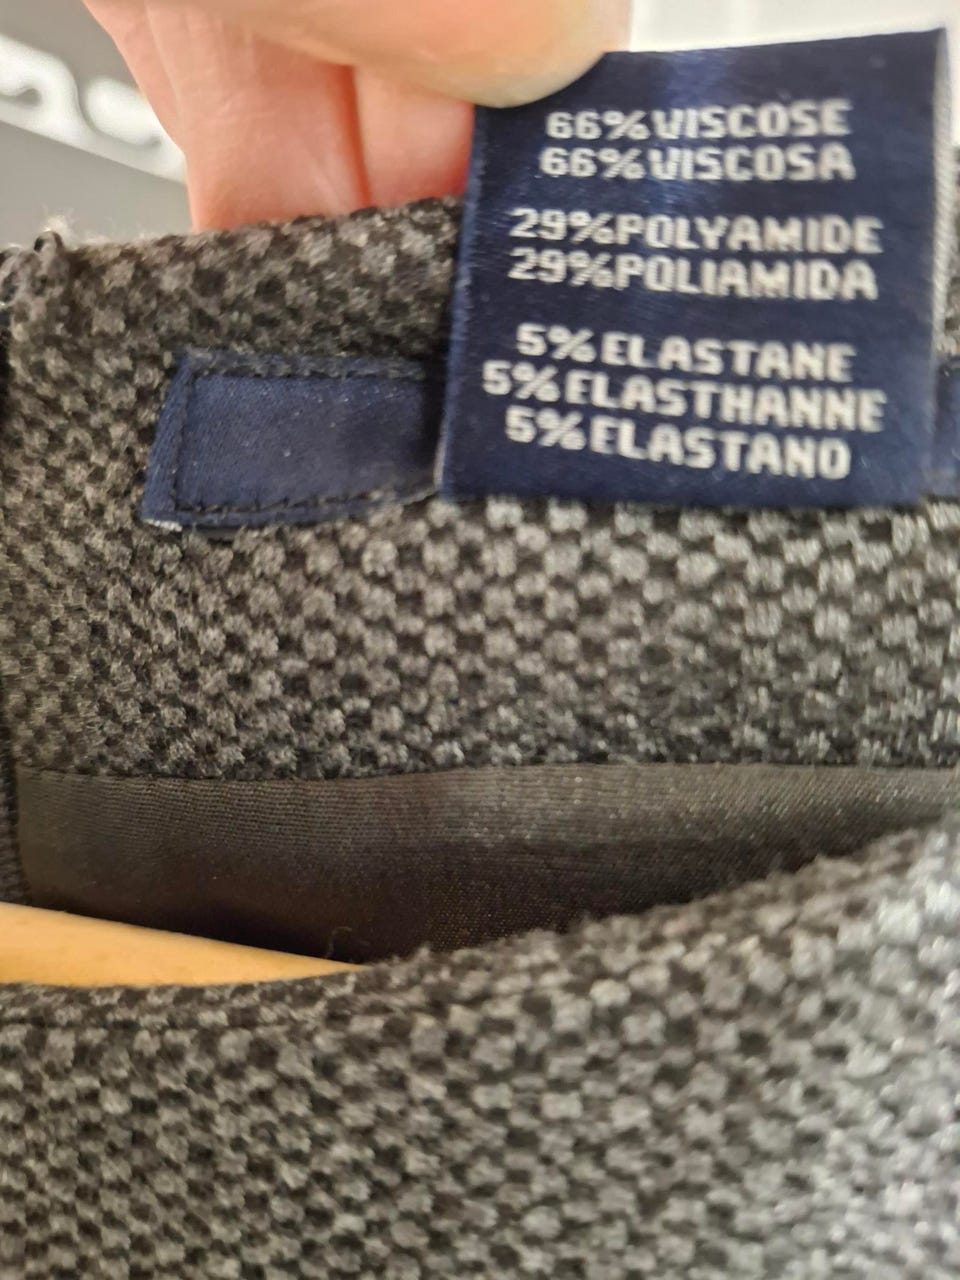 66% VISCOSE
66% VISCOSA
29% POLYAMIDE
29% POLIAMIDA
5% ELASTANE
5% ELASTHANNE
5% ELASTANO